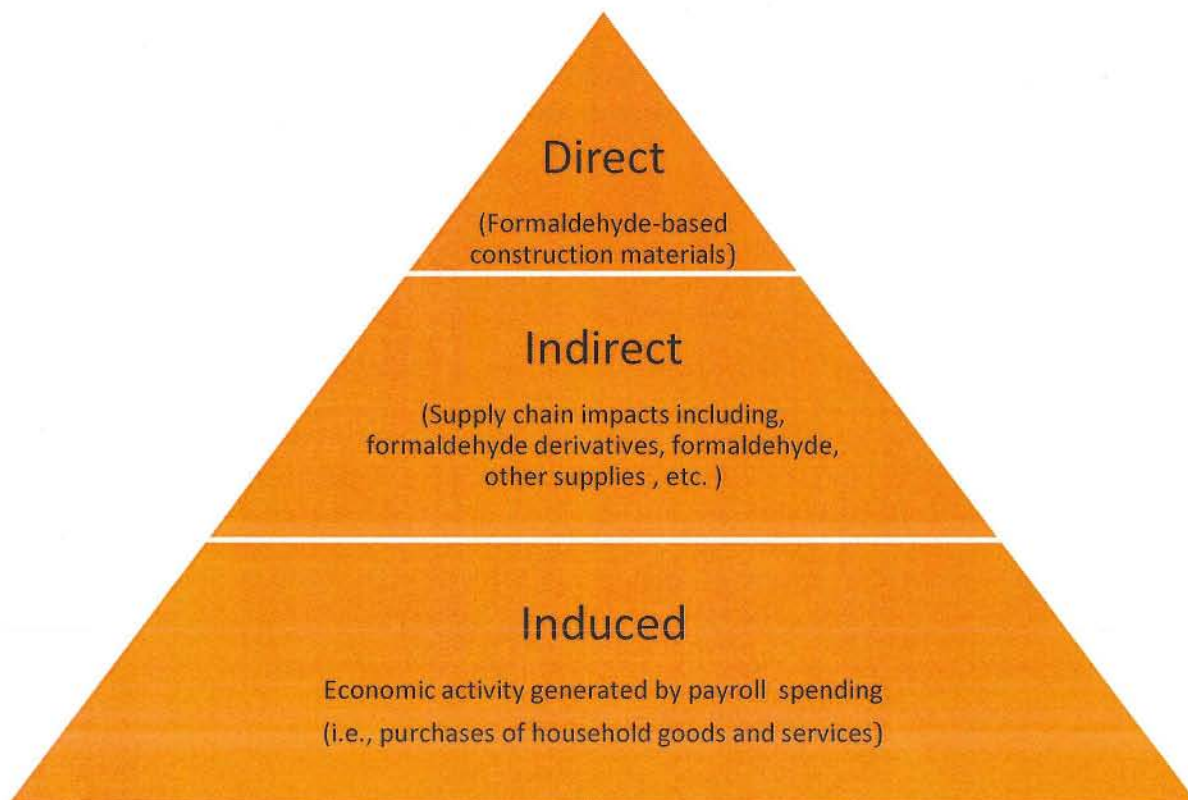 Direct
(Formaldehyde-based
construction materials)
Indirect
(Supply chain impacts including,
formaldehyde derivatives, formaldehyde,
other supplies , etc. )
Induced
Economic activity generated by payroll spending
(i.e., purchases of household goods and services)